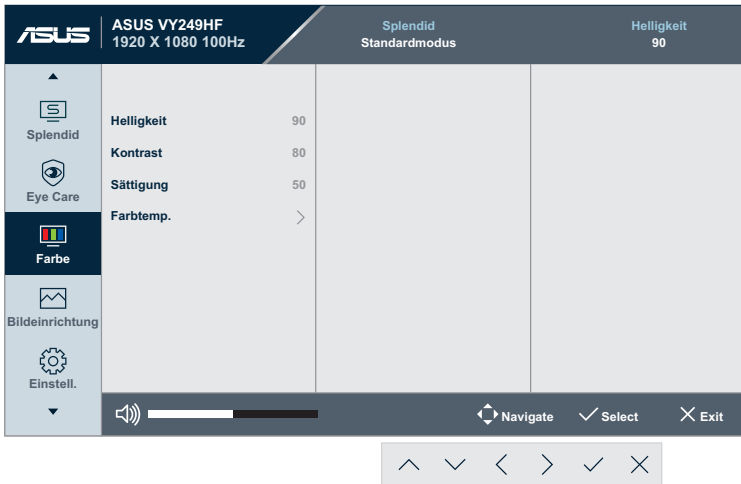 ASUS
ASUS VY249HF
1920 X 1080 100Hz
Splendid
Standardmodus
Helligkeit
90
Splendid
Eye Care
Farbe
Bildeinrichtung
Einstell.
Helligkeit 90
Kontrast 80
Sättigung 50
Farbtemp.
Navigate Select Exit